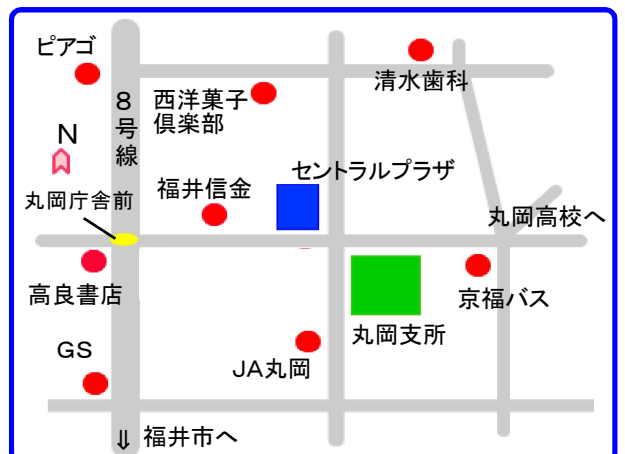 ピアゴ
清水歯科
8号線
西洋菓子
倶楽部
N
セントラルプラザ
福井信金
丸岡庁舎前
丸岡高校へ
高良書店
京福バス
丸岡支所
GS
JA丸岡
⇓ 福井市へ